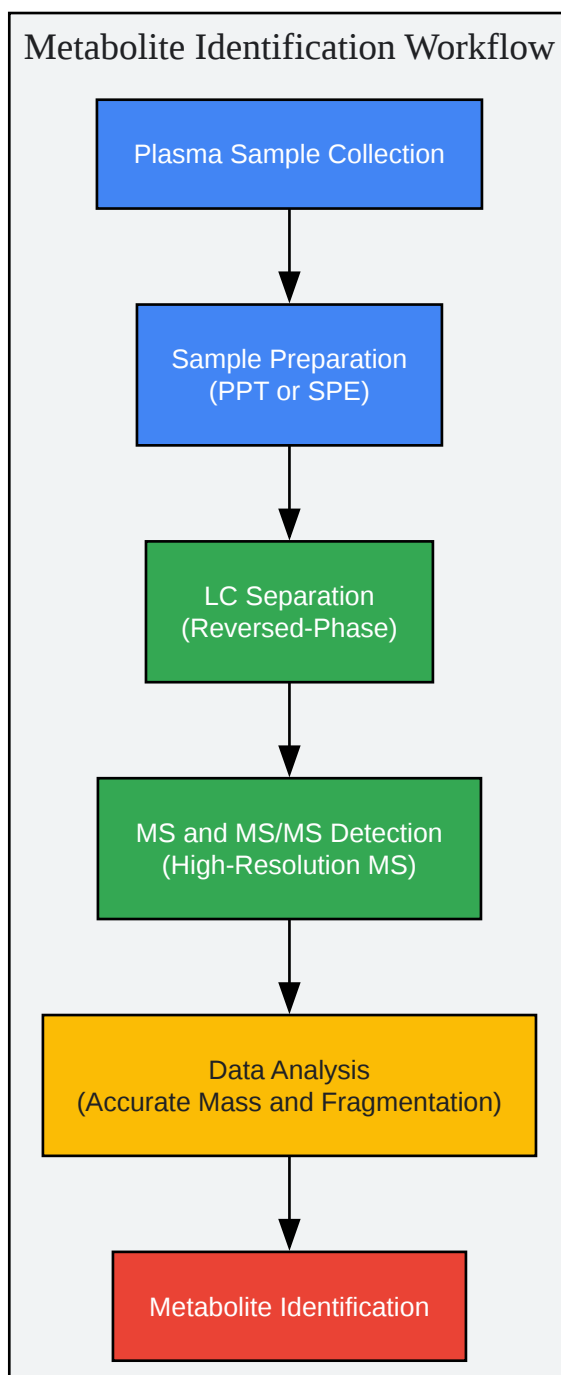 Metabolite Identification Workflow
Plasma Sample Collection
Sample Preparation
(PPT or SPE)
LC Separation
(Reversed-Phase)
MS and MS/MS Detection
(High-Resolution MS)
Data Analysis
(Accurate Mass and Fragmentation)
Metabolite Identification